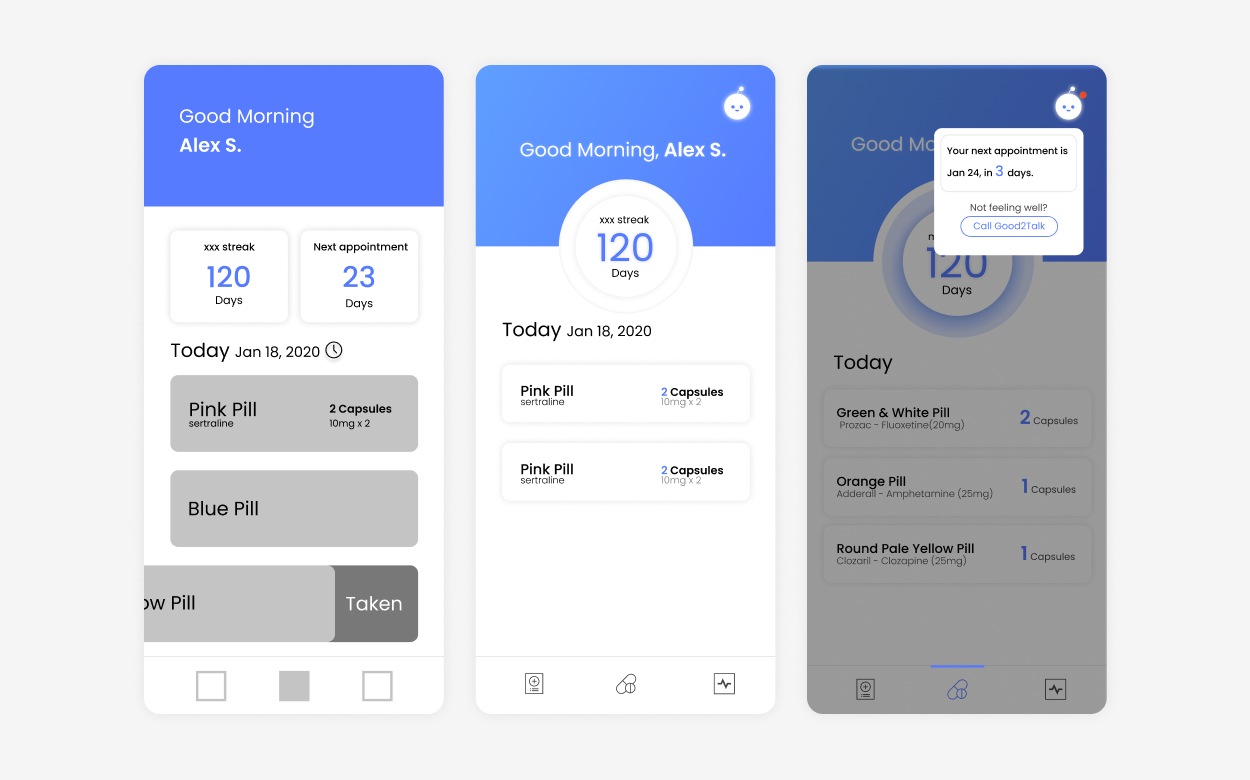 Good Morning
Alex S.
xxx streak
120
Days
Next appointment
23
Days
Today Jan 18, 2020
Pink Pill
sertraline
2 Capsules
10mg x 2
Blue Pill
ow Pill
Taken
Good Morning, Alex S.
xxx streak
120
Days
Today Jan 18, 2020
Pink Pill
sertraline
2 Capsules
10mg x 2
Pink Pill
sertraline
2 Capsules
10mg x 2
Good Mo
Your next appointment is
Jan 24, in 3 days.
Not feeling well?
Call Good2Talk
120
Days
Today
Green & White Pill
Prozac - Fluoxetine(20mg)
2 Capsules
Orange Pill
Adderall - Amphetamine (25mg)
1 Capsules
Round Pale Yellow Pill
Clozaril - Clozapine (25mg)
1 Capsules